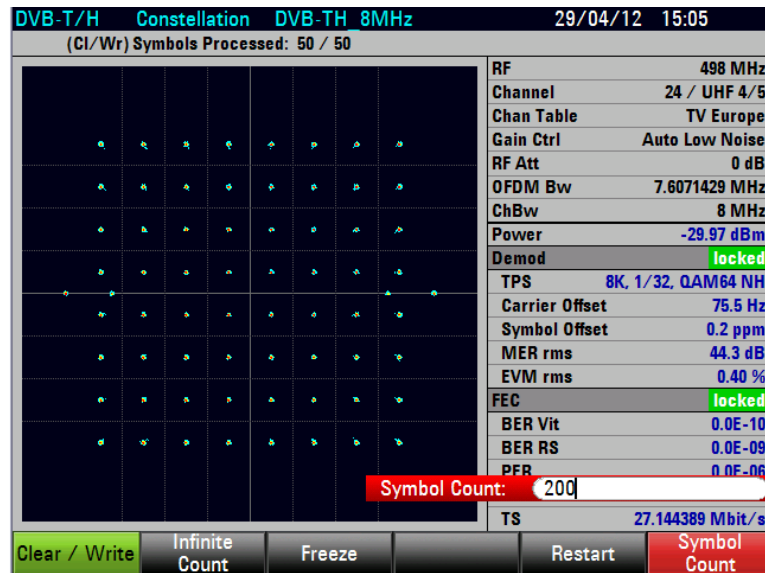 DVB-T/H Constellation DVB-TH_8MHz 29/04/12 15:05
(Cl/Wr) Symbols Processed: 50 / 50
RF 498 MHz
Channel 24 / UHF 4/5
Chan Table TV Europe
Gain Ctrl Auto Low Noise
RF Att 0 dB
OFDM Bw 7.6071429 MHz
ChBw 8 MHz
Power -29.97 dBm
Demod locked
TPS 8K, 1/32, QAM64 NH
Carrier Offset 75.5 Hz
Symbol Offset 0.2 ppm
MER rms 44.3 dB
EVM rms 0.40 %
FEC locked
BER Vit 0.0E-10
BER RS 0.0E-09
PER 0.0E-06
Symbol Count: 200
TS 27.144389 Mbit/s
Clear / Write Infinite Count Freeze Restart Symbol Count